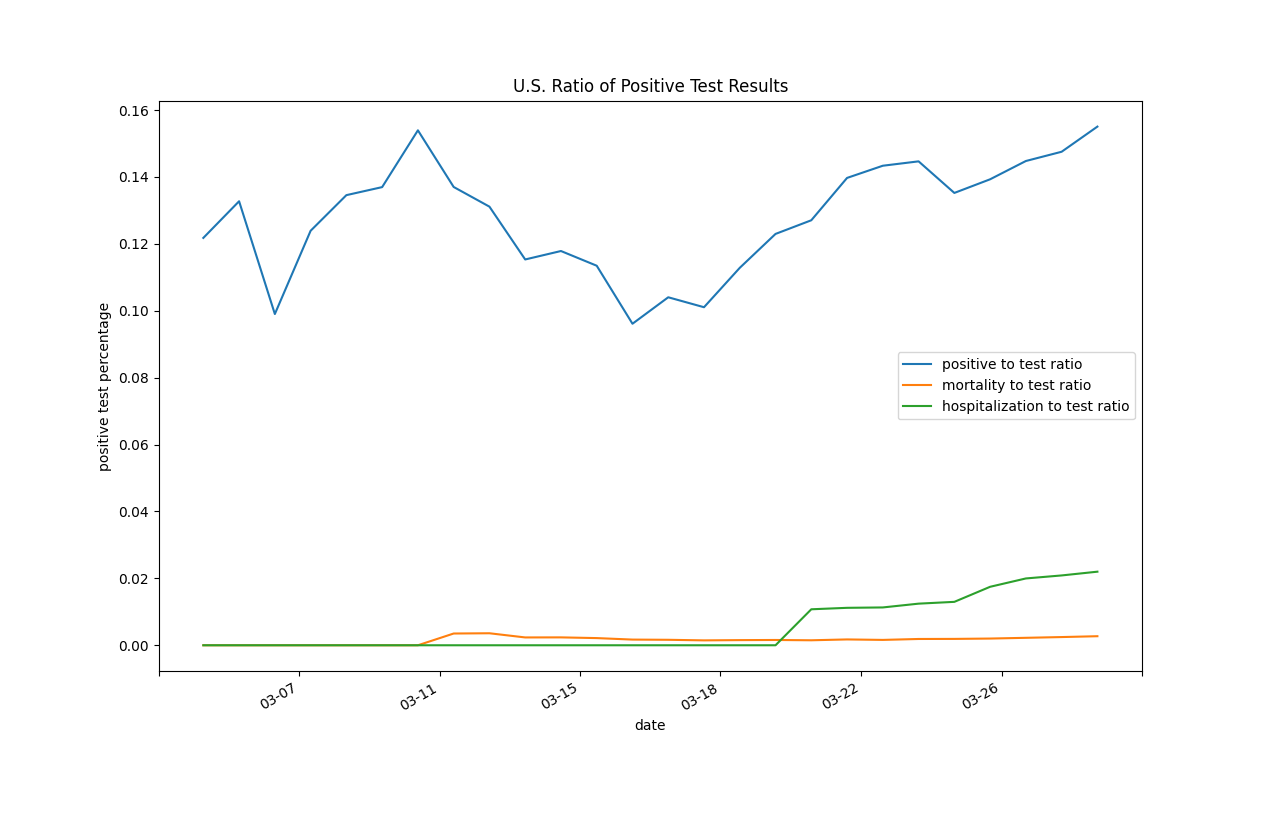 U.S. Ratio of Positive Test Results
0.16
0.14
0.12
0.10
0.08
0.06
0.04
0.02
0.00
positive test percentage
positive to test ratio
mortality to test ratio
hospitalization to test ratio
03-07
03-11
03-15
03-18
03-22
03-26
date